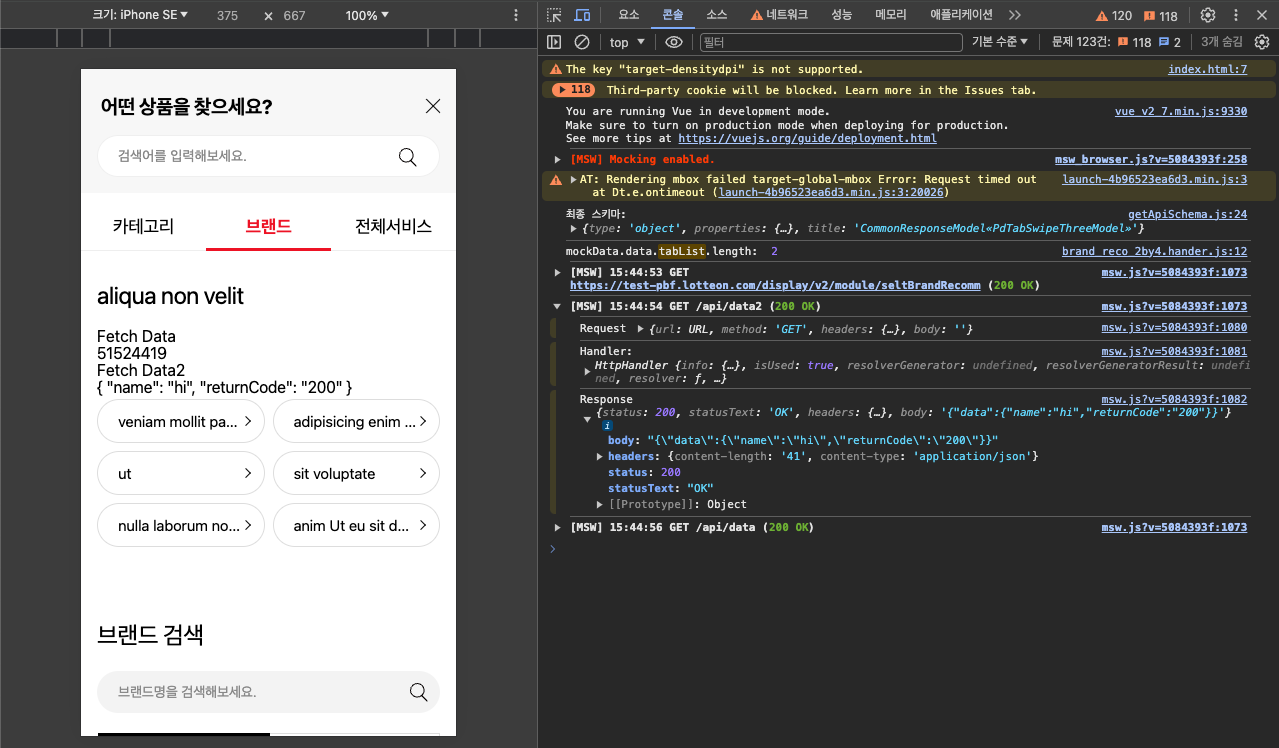 크기: iPhone SE ▾ 375 × 667 100% ▾
요소 콘솔 소스 네트워크 성능 메모리 애플리케이션 120 118
top ▾ 필터 기본 수준 ▾ 문제 123건: 118 2 3개 숨김
어떤 상품을 찾으세요?
검색어를 입력해보세요.
카테고리 브랜드 전체서비스
aliqua non velit
Fetch Data
51524419
Fetch Data2
{ "name": "hi", "returnCode": "200" }
veniam mollit pa... adipisicing enim ...
ut sit voluptate
nulla laborum no... anim Ut eu sit d...
브랜드 검색
브랜드명을 검색해보세요.
The key "target-densitydpi" is not supported. index.html:7
118 Third-party cookie will be blocked. Learn more in the Issues tab.
You are running Vue in development mode. vue_v2_7.min.js:9330
Make sure to turn on production mode when deploying for production.
See more tips at https://vuejs.org/guide/deployment.html
[MSW] Mocking enabled. msw_browser.js?v=5084393f:258
AT: Rendering mbox failed target-global-mbox Error: Request timed out launch-4b96523ea6d3.min.js:3
at Dt.e.ontimeout (launch-4b96523ea6d3.min.js:3:20026)
최종 스키마: getApiSchema.js:24
{type: 'object', properties: {…}, title: 'CommonResponseModel«PdTabSwipeThreeModel»'}
mockData.data.tabList.length: 2 brand_reco_2by4.hander.js:12
[MSW] 15:44:53 GET msw.js?v=5084393f:1073
https://test-pbf.lotteon.com/display/v2/module/seltBrandRecomm (200 OK)
[MSW] 15:44:54 GET /api/data2 (200 OK) msw.js?v=5084393f:1073
Request {url: URL, method: 'GET', headers: {…}, body: ''} msw.js?v=5084393f:1080
Handler: msw.js?v=5084393f:1081
HttpHandler {info: {…}, isUsed: true, resolverGenerator: undefined, resolverGeneratorResult: undefi
ned, resolver: ƒ, …}
Response msw.js?v=5084393f:1082
{status: 200, statusText: 'OK', headers: {…}, body: '{"data":{"name":"hi","returnCode":"200"}}'}
i
body: "{\"data\":{\"name\":\"hi\",\"returnCode\":\"200\"}}"
headers: {content-length: '41', content-type: 'application/json'}
status: 200
statusText: "OK"
[[Prototype]]: Object
[MSW] 15:44:56 GET /api/data (200 OK) msw.js?v=5084393f:1073